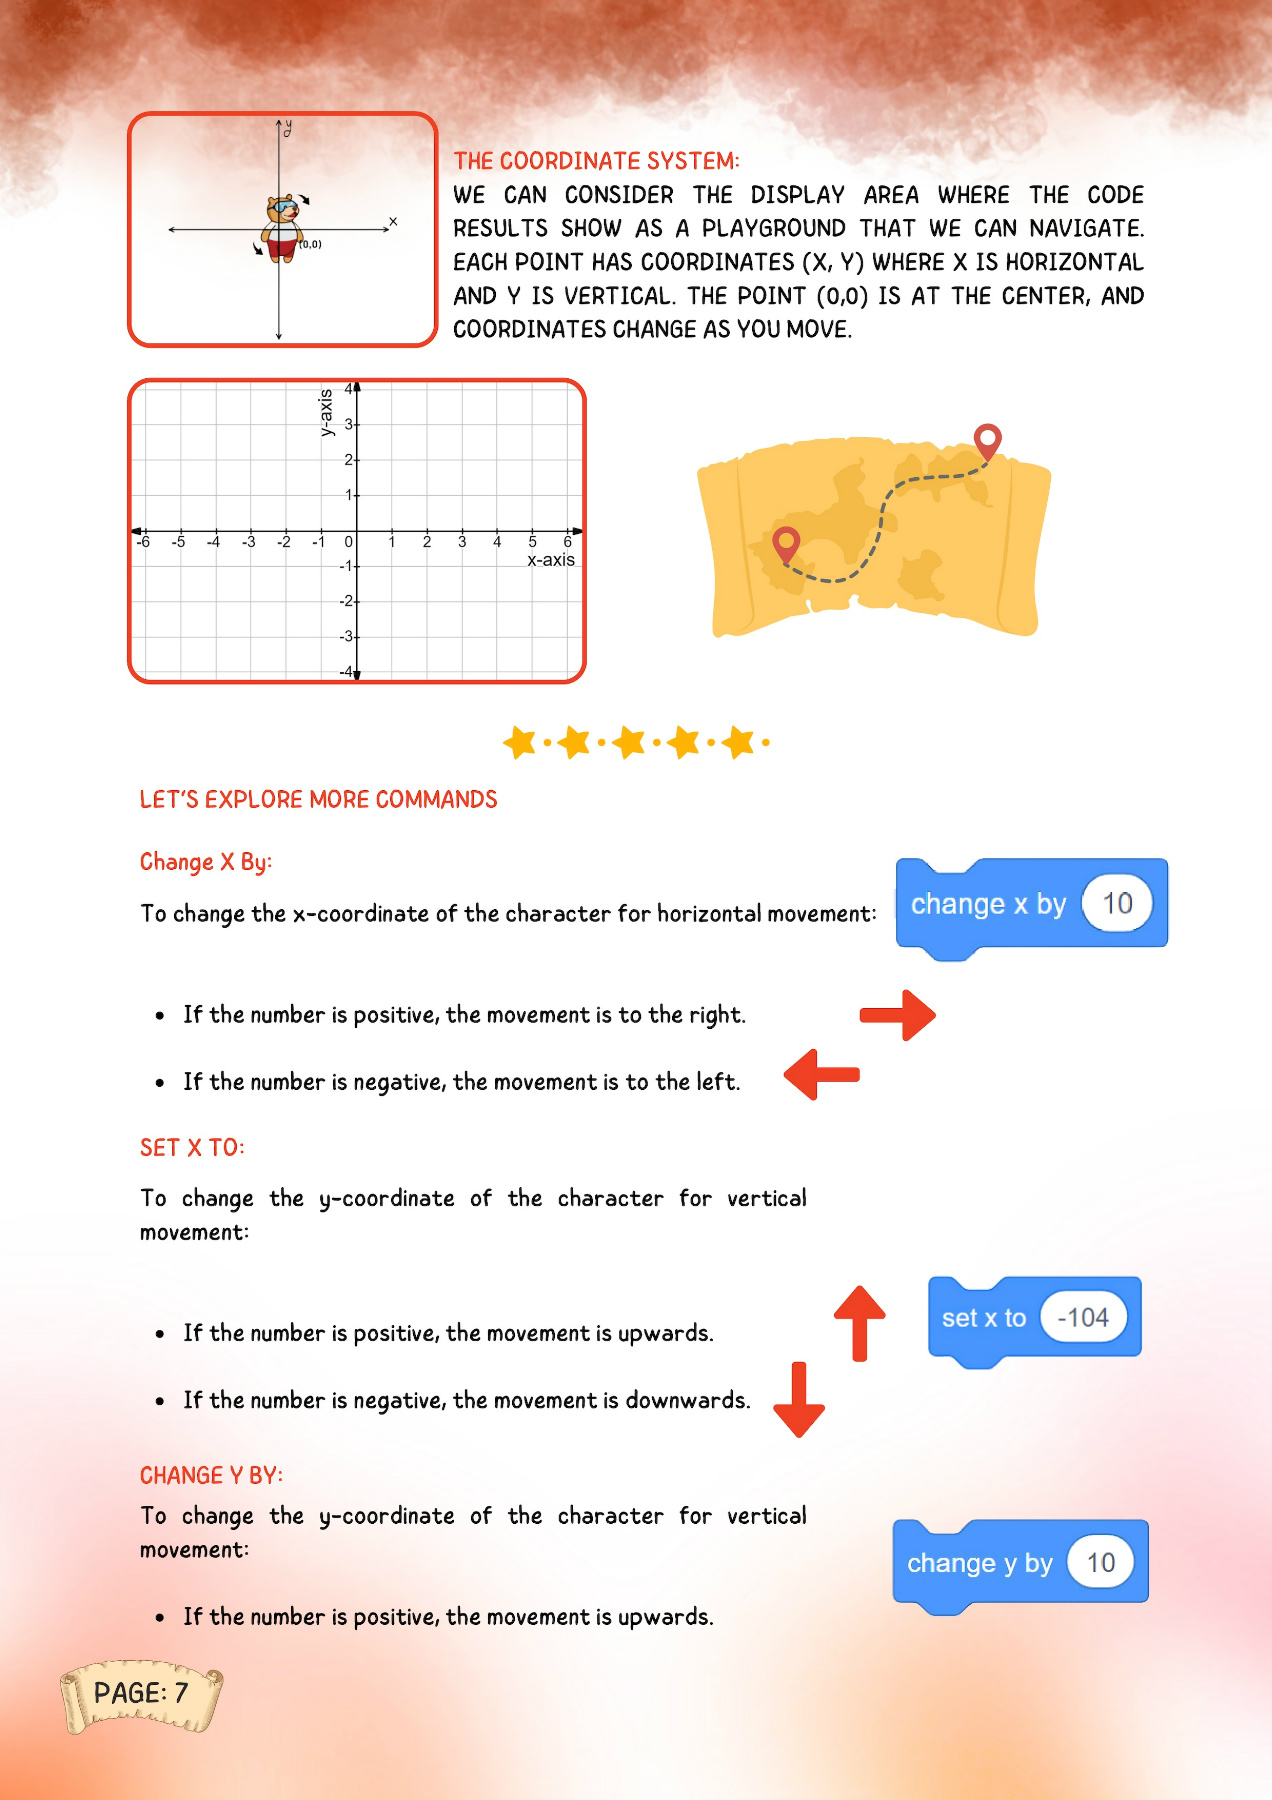 y
x
(0,0)
THE COORDINATE SYSTEM:
WE CAN CONSIDER THE DISPLAY AREA WHERE THE CODE
RESULTS SHOW AS A PLAYGROUND THAT WE CAN NAVIGATE.
EACH POINT HAS COORDINATES (X, Y) WHERE X IS HORIZONTAL
AND Y IS VERTICAL. THE POINT (0,0) IS AT THE CENTER, AND
COORDINATES CHANGE AS YOU MOVE.
y-axis
4
3
2
1
-6 -5 -4 -3 -2 -1 0 1 2 3 4 5 6
x-axis
-1
-2
-3
-4
LET'S EXPLORE MORE COMMANDS
Change X By:
To change the x-coordinate of the character for horizontal movement:
change x by 10
• If the number is positive, the movement is to the right.
• If the number is negative, the movement is to the left.
SET X TO:
To change the y-coordinate of the character for vertical
movement:
set x to -104
• If the number is positive, the movement is upwards.
• If the number is negative, the movement is downwards.
CHANGE Y BY:
To change the y-coordinate of the character for vertical
movement:
change y by 10
• If the number is positive, the movement is upwards.
PAGE: 7